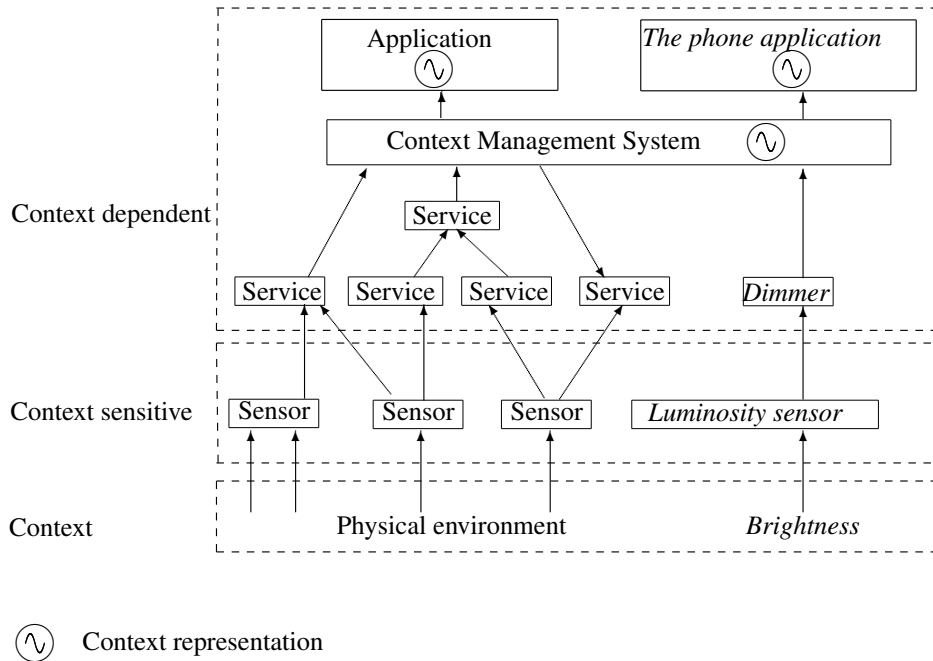 Application
The phone application
Context Management System
Context dependent
Service
Service
Service
Service
Service
Dimmer
Context sensitive
Sensor
Sensor
Sensor
Luminosity sensor
Context
Physical environment
Brightness
Context representation